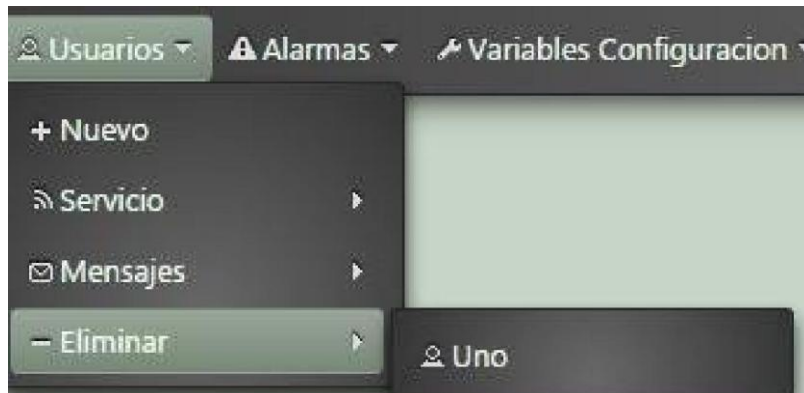 Usuarios Alarmas Variables Configuracion
Nuevo
Servicio
Mensajes
Eliminar
Uno